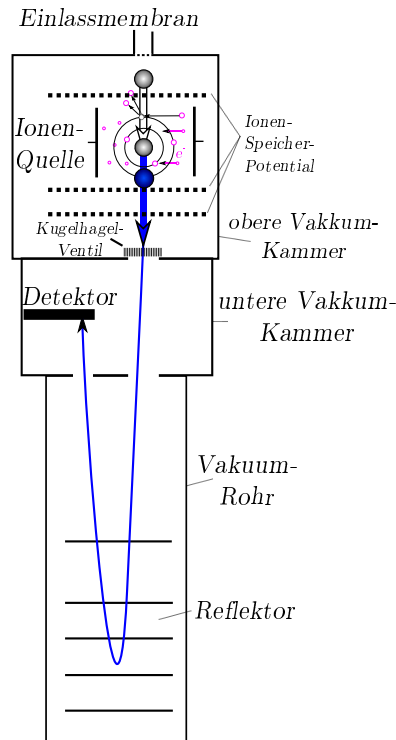 Einlassmembran
Ionen-
Quelle
e-
Ionen-
Speicher-
Potential
Kugelhagel-
Ventil
obere Vakkum-
Kammer
Detektor
untere Vakkum-
Kammer
Vakuum-
Rohr
Reflektor